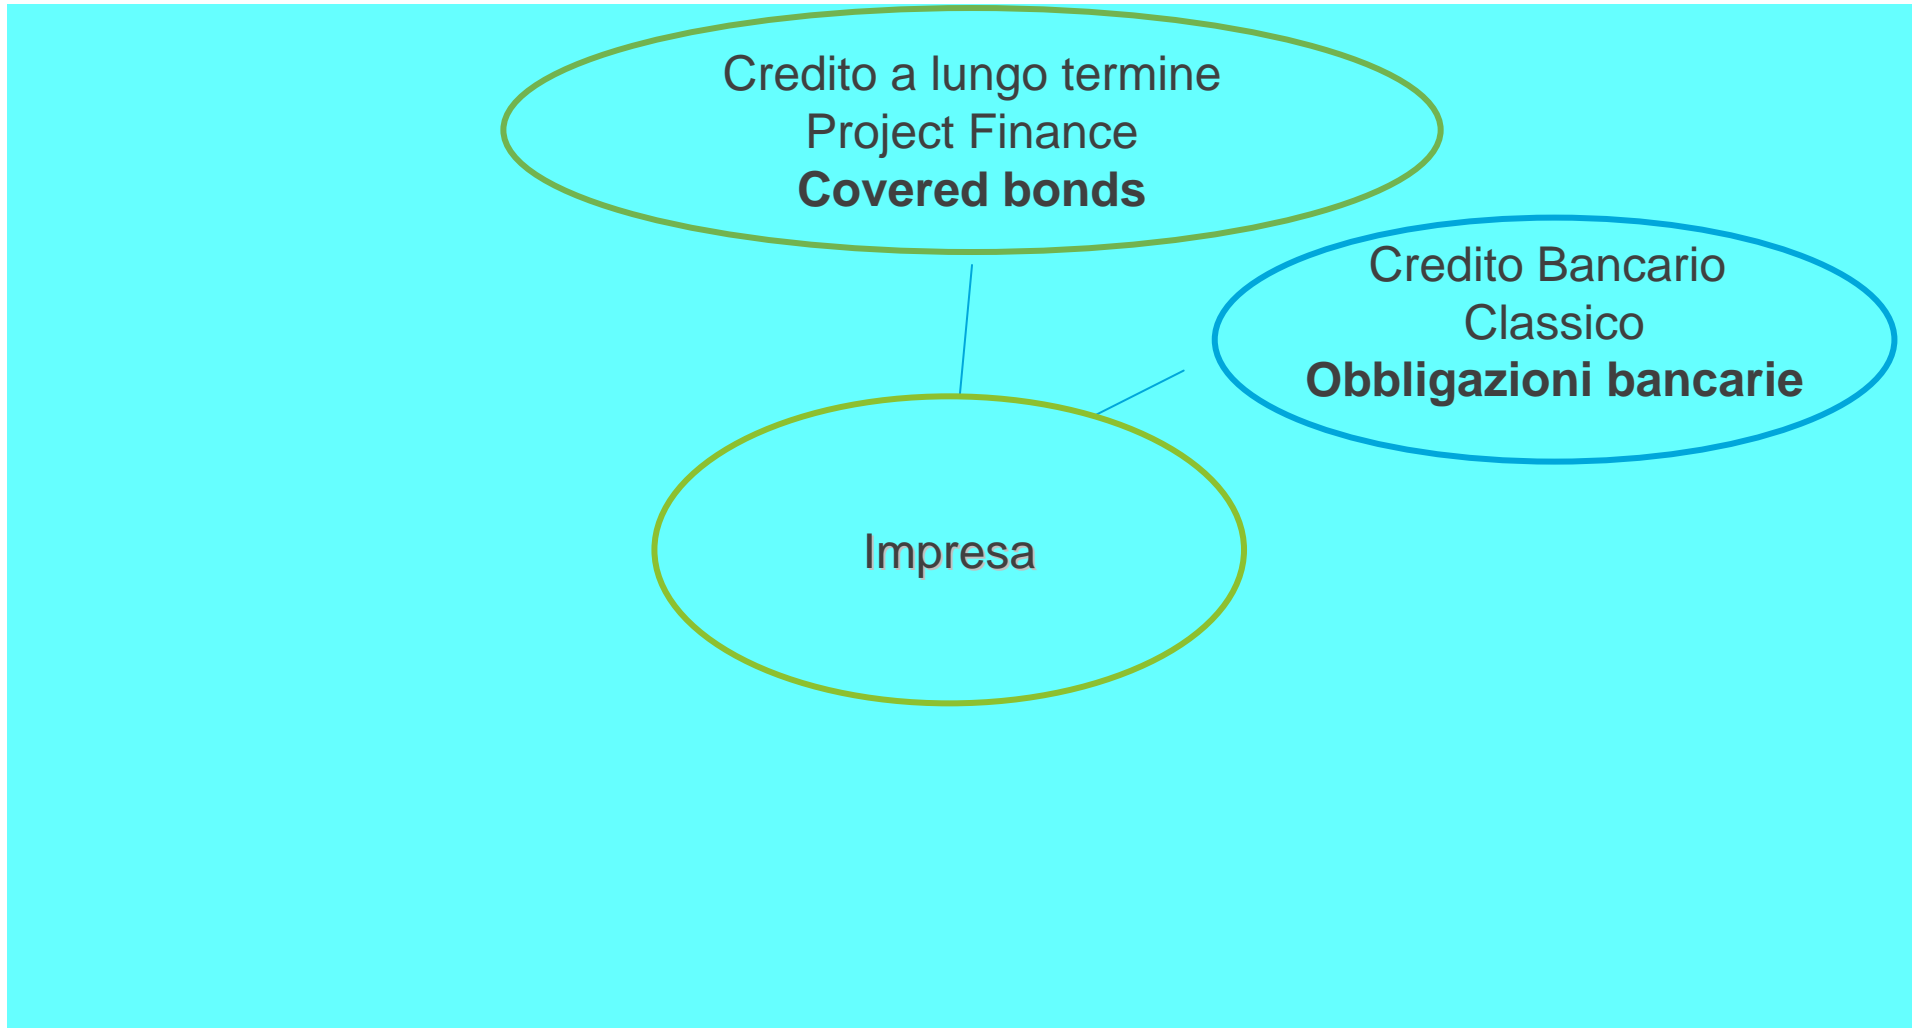 Credito a lungo termine
Project Finance
Covered bonds
Credito Bancario
Classico
Obbligazioni bancarie
Impresa